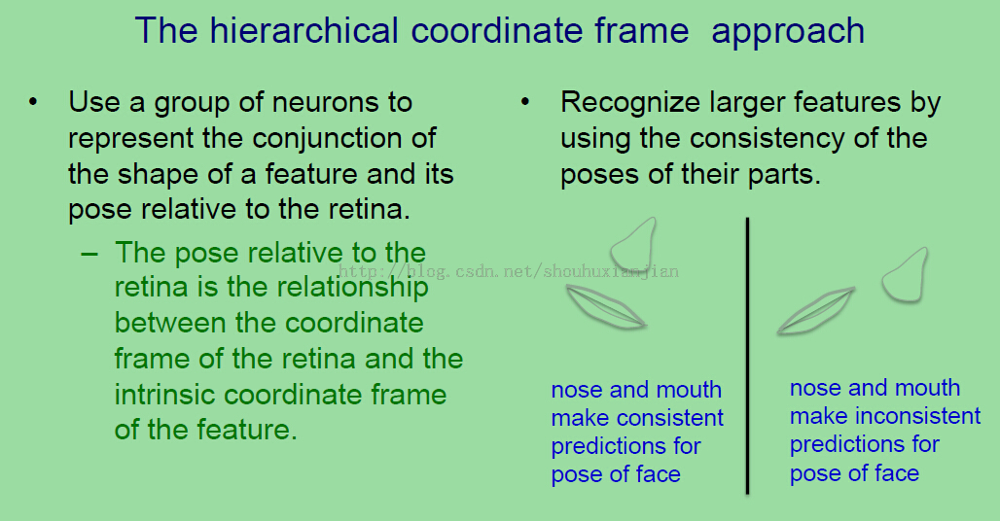 The hierarchical coordinate frame approach
• Use a group of neurons to
represent the conjunction of
the shape of a feature and its
pose relative to the retina.
– The pose relative to the
retina is the relationship
between the coordinate
frame of the retina and the
intrinsic coordinate frame
of the feature.
• Recognize larger features by
using the consistency of the
poses of their parts.
http://blog.csdn.net/shouhuxianjian
nose and mouth
make consistent
predictions for
pose of face
nose and mouth
make inconsistent
predictions for
pose of face